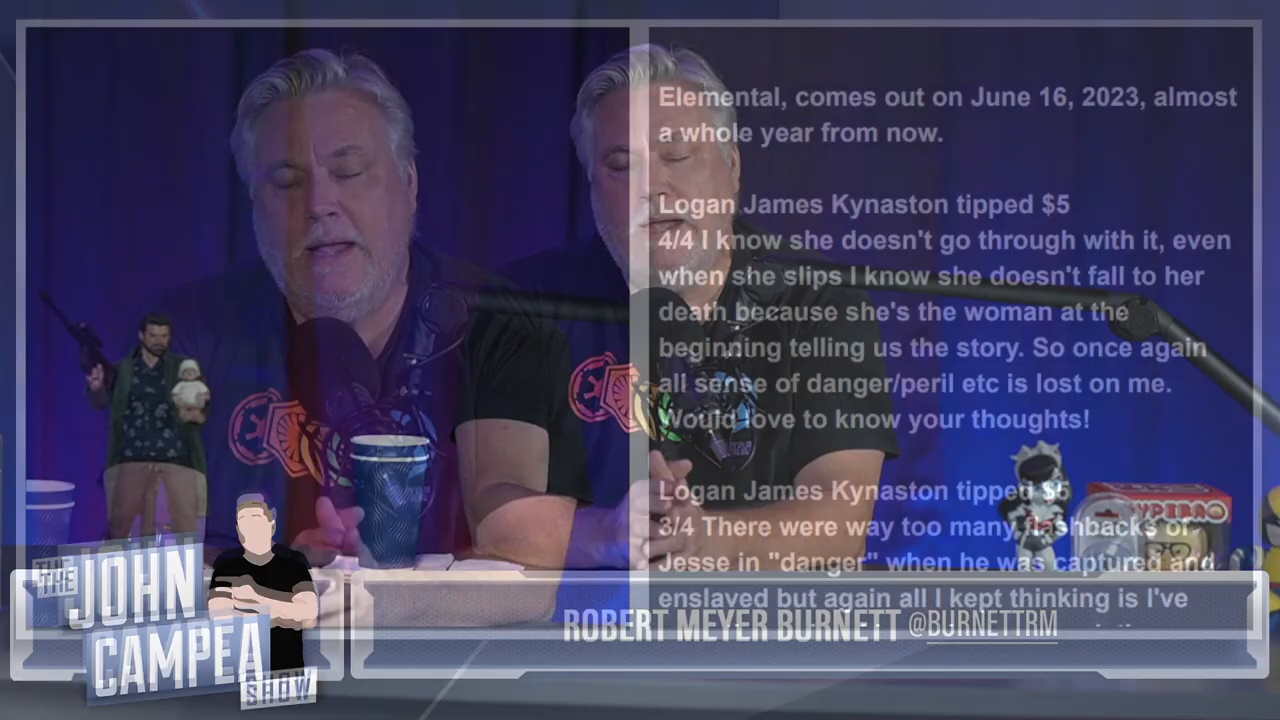 Elemental, comes out on June 16, 2023, almost
a whole year from now.
Logan James Kynaston tipped $5
4/4 I know she doesn't go through with it, even
when she slips I know she doesn't fall to her
death because she's the woman at the
beginning telling us the story. So once again
all sense of danger/peril etc is lost on me.
Would love to know your thoughts!
Logan James Kynaston tipped $5
3/4 There were way too many flashbacks of
Jesse in "danger" when he was captured and
enslaved but again all I kept thinking is I've
ROBERT MEYER BURNETT @BURNETTRM
THE
JOHN
CAMPEA
SHOW